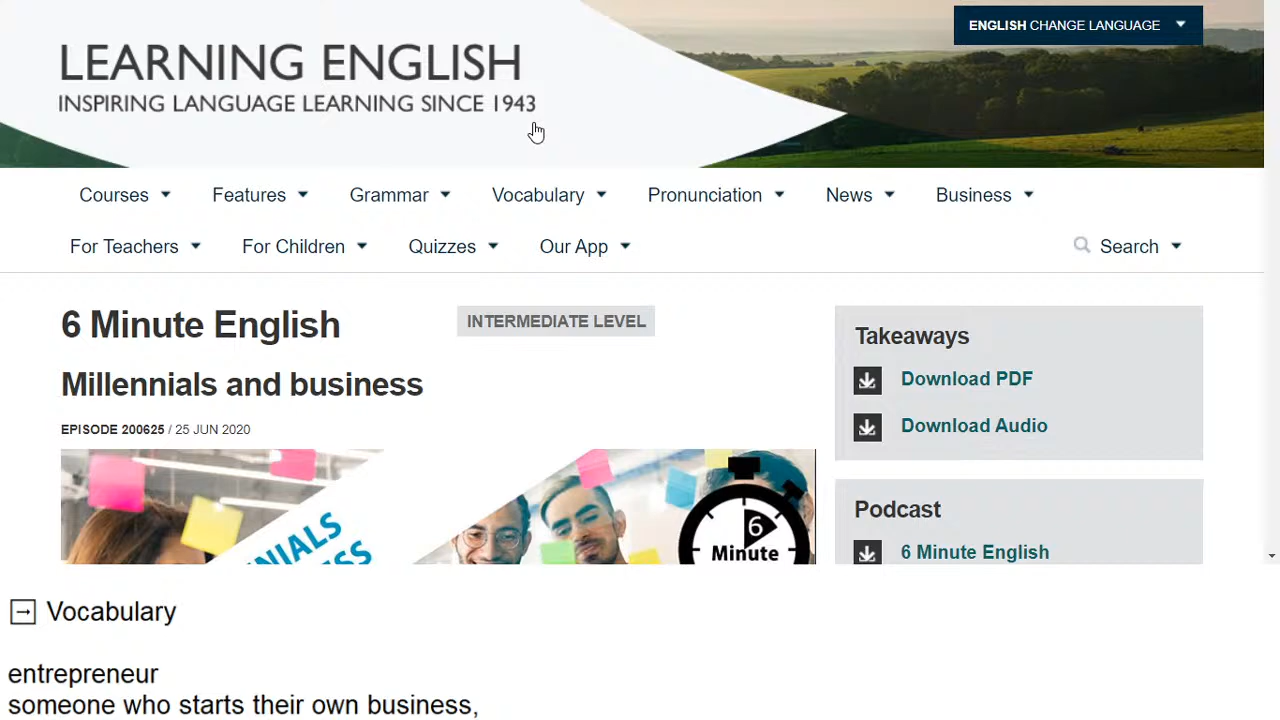 ENGLISH CHANGE LANGUAGE
LEARNING ENGLISH
INSPIRING LANGUAGE LEARNING SINCE 1943
Courses Features Grammar Vocabulary Pronunciation News Business
For Teachers For Children Quizzes Our App Search
6 Minute English
INTERMEDIATE LEVEL
Millennials and business
EPISODE 200625 / 25 JUN 2020
6
Minute
Takeaways
Download PDF
Download Audio
Podcast
6 Minute English
Vocabulary
entrepreneur
someone who starts their own business,